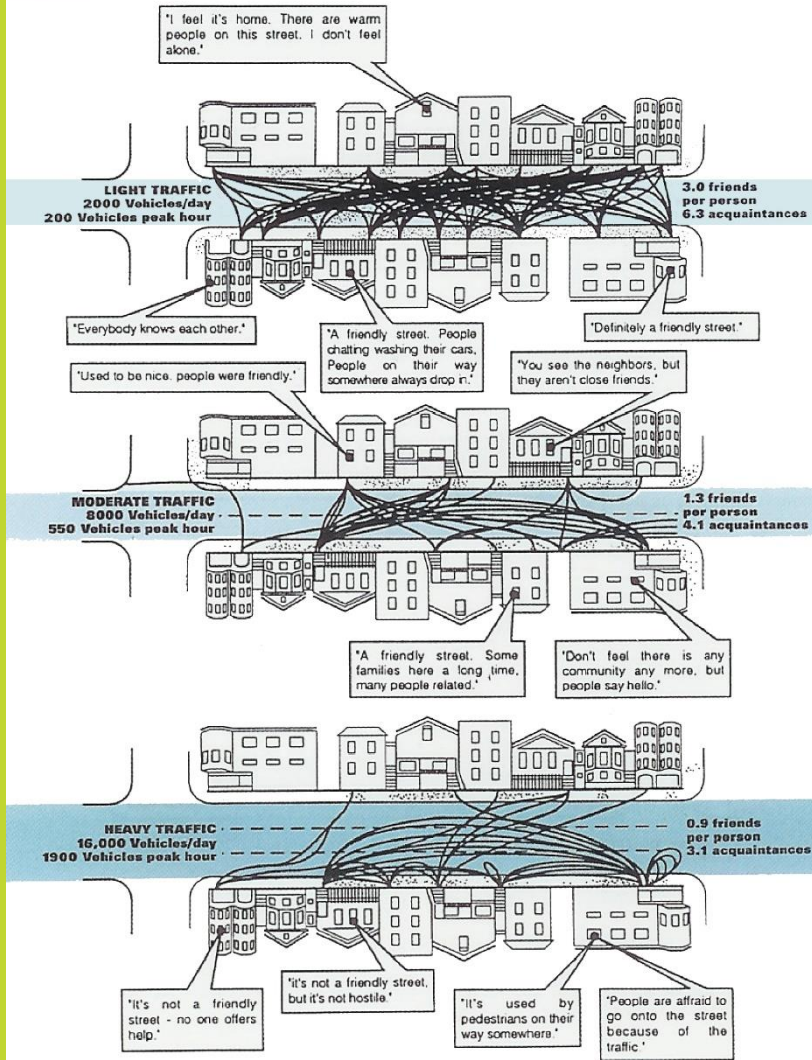 "I feel it's home. There are warm
people on this street. I don't feel
alone."
LIGHT TRAFFIC
2000 Vehicles/day
200 Vehicles peak hour
3.0 friends
per person
6.3 acquaintances
"Everybody knows each other."
"A friendly street. People
chatting washing their cars,
People on their way
somewhere always drop in."
"Definitely a friendly street."
"Used to be nice. people were friendly."
"You see the neighbors, but
they aren't close friends."
MODERATE TRAFFIC
8000 Vehicles/day
550 Vehicles peak hour
1.3 friends
per person
4.1 acquaintances
"A friendly street. Some
families here a long time,
many people related."
"Don't feel there is any
community any more, but
people say hello."
HEAVY TRAFFIC
16,000 Vehicles/day
1900 Vehicles peak hour
0.9 friends
per person
3.1 acquaintances
"It's not a friendly
street - no one offers
help."
"it's not a friendly street,
but it's not hostile."
"It's used by
pedestrians on their
way somewhere."
"People are affraid to
go onto the street
because of the
traffic."